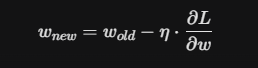 w_new = w_old − η · ∂L/∂w